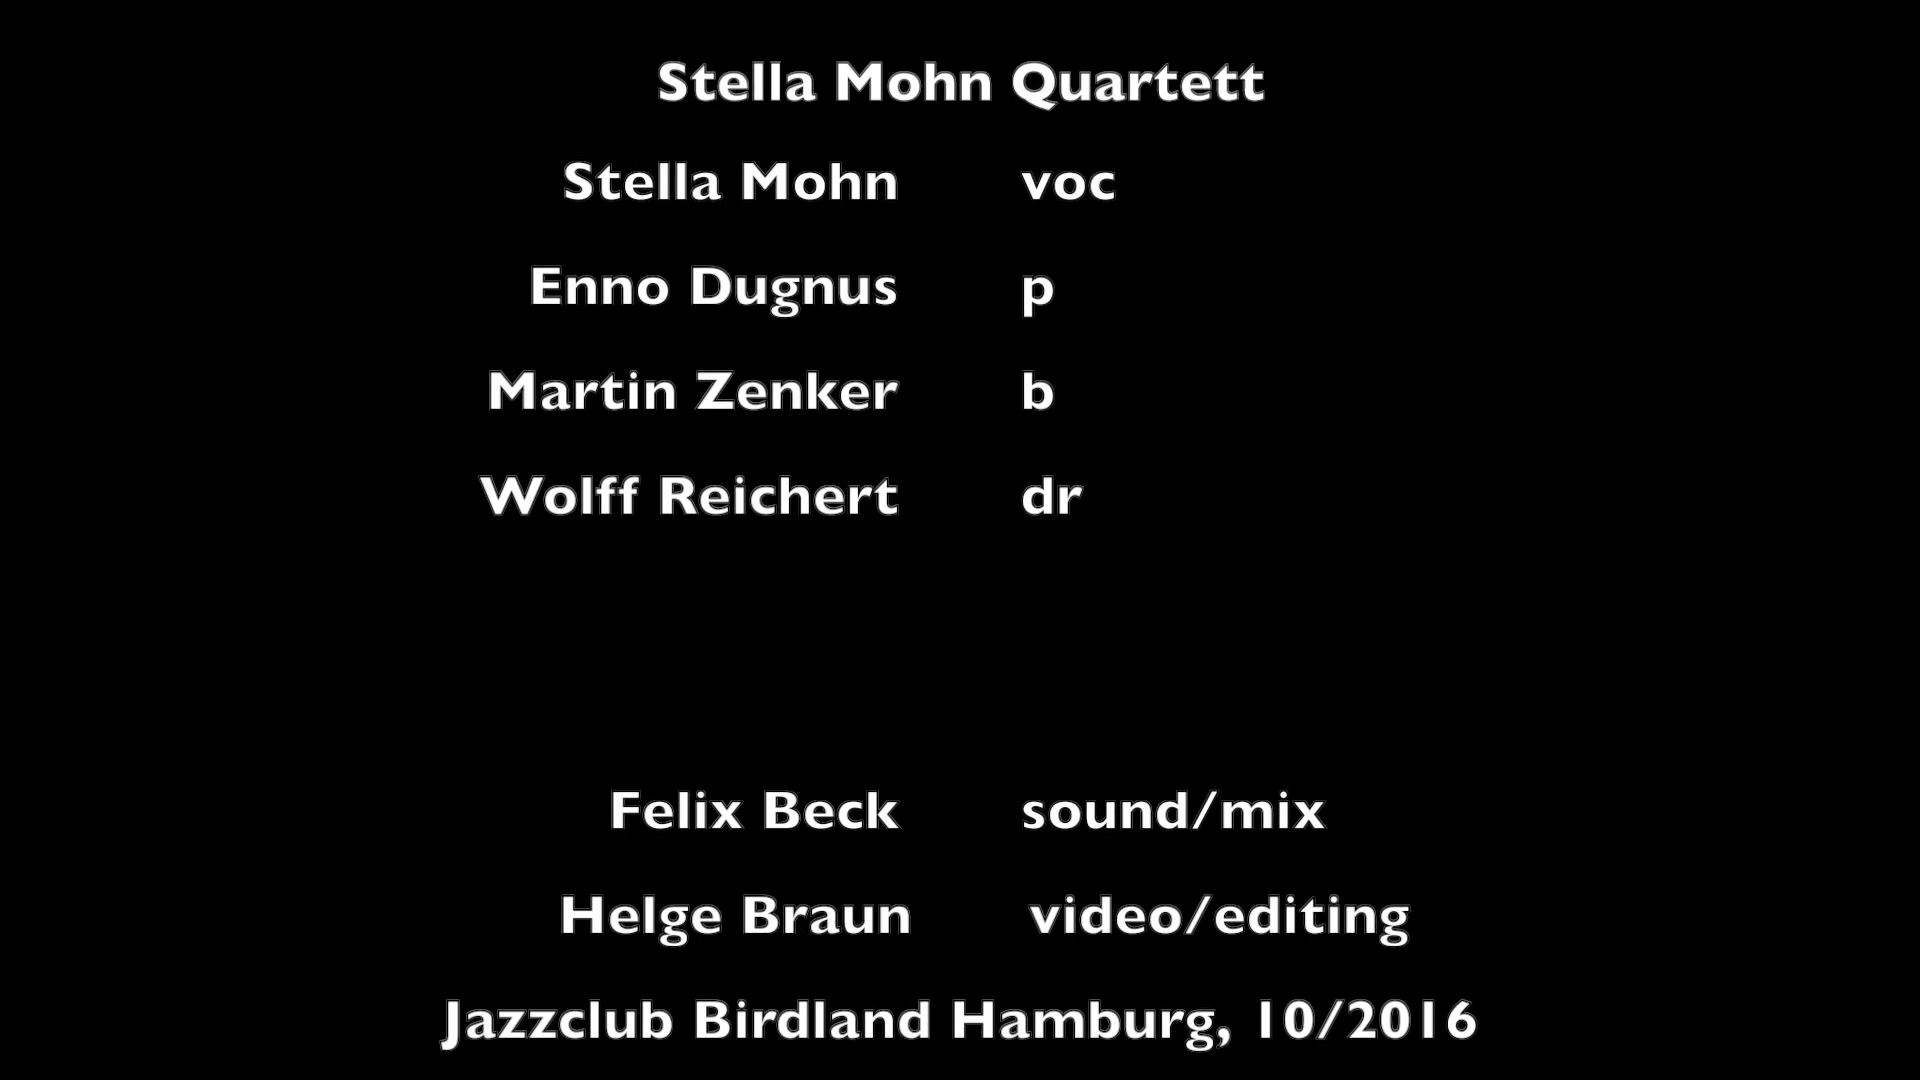 Stella Mohn Quartett
Stella Mohn voc
Enno Dugnus p
Martin Zenker b
Wolff Reichert dr
Felix Beck sound/mix
Helge Braun video/editing
Jazzclub Birdland Hamburg, 10/2016